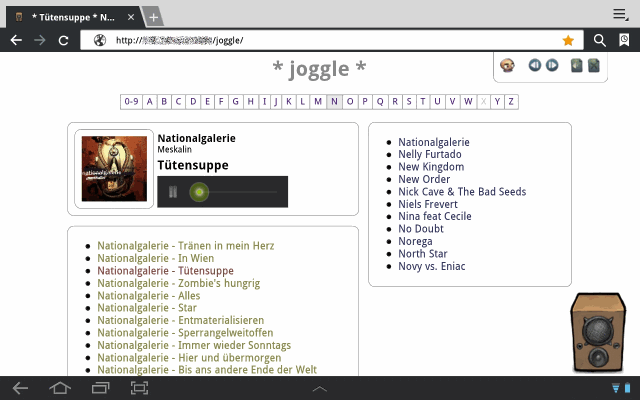 * Tütensuppe * N...
http:// /joggle/
* joggle *
0-9 A B C D E F G H I J K L M N O P Q R S T U V W X Y Z
Nationalgalerie
Meskalin
Tütensuppe
nationalgalerie
Nationalgalerie - Tränen in mein Herz
Nationalgalerie - In Wien
Nationalgalerie - Tütensuppe
Nationalgalerie - Zombie's hungrig
Nationalgalerie - Alles
Nationalgalerie - Star
Nationalgalerie - Entmaterialisieren
Nationalgalerie - Sperrangelweitoffen
Nationalgalerie - Immer wieder Sonntags
Nationalgalerie - Hier und übermorgen
Nationalgalerie - Bis ans andere Ende der Welt
Nationalgalerie
Nelly Furtado
New Kingdom
New Order
Nick Cave & The Bad Seeds
Niels Frevert
Nina feat Cecile
No Doubt
Norega
North Star
Novy vs. Eniac